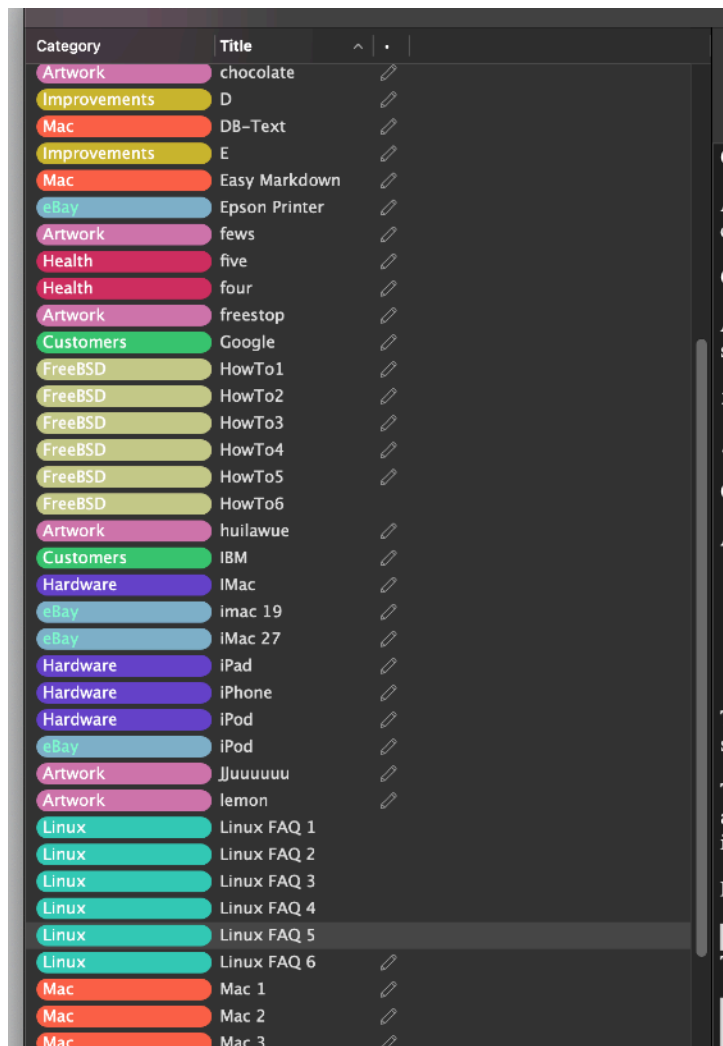 Category Title
Artwork chocolate
Improvements D
Mac DB-Text
Improvements E
Mac Easy Markdown
eBay Epson Printer
Artwork fews
Health five
Health four
Artwork freestop
Customers Google
FreeBSD HowTo1
FreeBSD HowTo2
FreeBSD HowTo3
FreeBSD HowTo4
FreeBSD HowTo5
FreeBSD HowTo6
Artwork huilawue
Customers IBM
Hardware IMac
eBay imac 19
eBay iMac 27
Hardware iPad
Hardware iPhone
Hardware iPod
eBay iPod
Artwork JJuuuuuu
Artwork lemon
Linux Linux FAQ 1
Linux Linux FAQ 2
Linux Linux FAQ 3
Linux Linux FAQ 4
Linux Linux FAQ 5
Linux Linux FAQ 6
Mac Mac 1
Mac Mac 2
Mac Mac 3